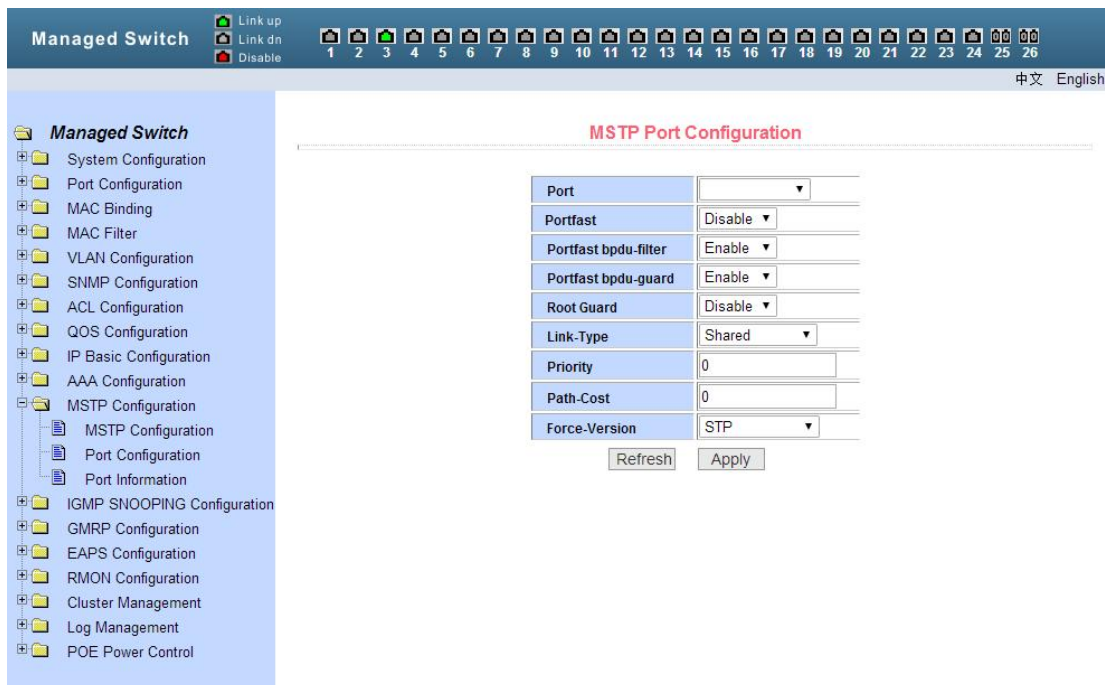 Managed Switch
Link up
Link dn
Disable
1 2 3 4 5 6 7 8 9 10 11 12 13 14 15 16 17 18 19 20 21 22 23 24 25 26
中文 English
Managed Switch
System Configuration
Port Configuration
MAC Binding
MAC Filter
VLAN Configuration
SNMP Configuration
ACL Configuration
QOS Configuration
IP Basic Configuration
AAA Configuration
MSTP Configuration
MSTP Configuration
Port Configuration
Port Information
IGMP SNOOPING Configuration
GMRP Configuration
EAPS Configuration
RMON Configuration
Cluster Management
Log Management
POE Power Control
MSTP Port Configuration
Port
Portfast Disable
Portfast bpdu-filter Enable
Portfast bpdu-guard Enable
Root Guard Disable
Link-Type Shared
Priority 0
Path-Cost 0
Force-Version STP
Refresh Apply